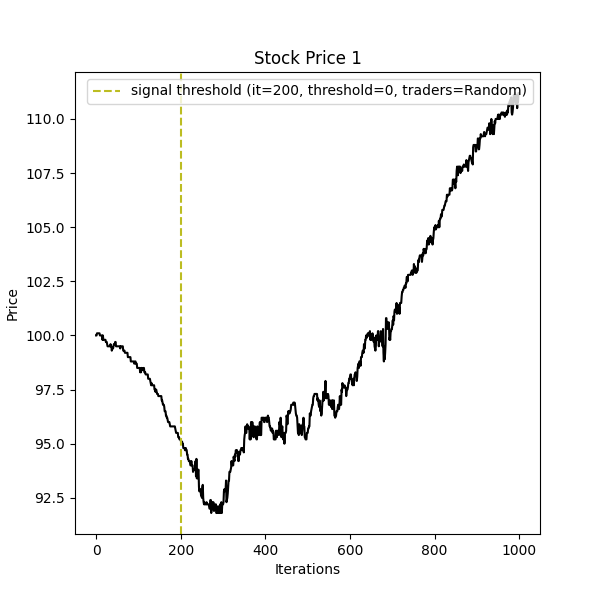 Stock Price 1
signal threshold (it=200, threshold=0, traders=Random)
110.0
107.5
105.0
102.5
100.0
97.5
95.0
92.5
Price
0 200 400 600 800 1000
Iterations